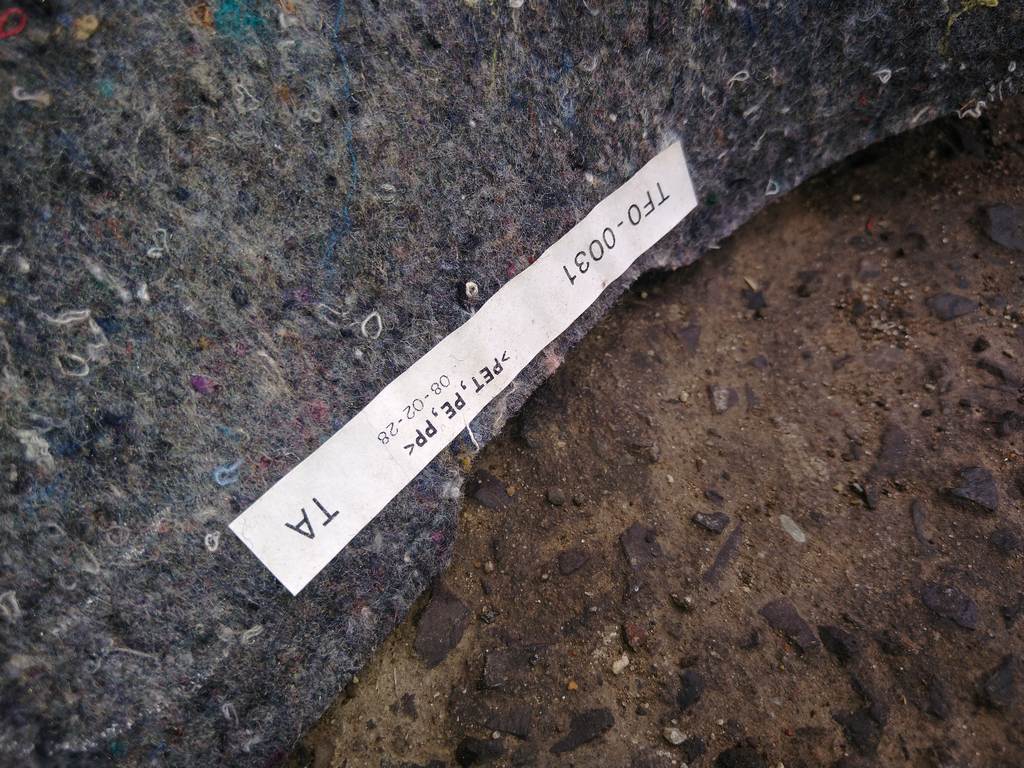 TFO-0031
>PET,PE,PP<
08-02-28
TA